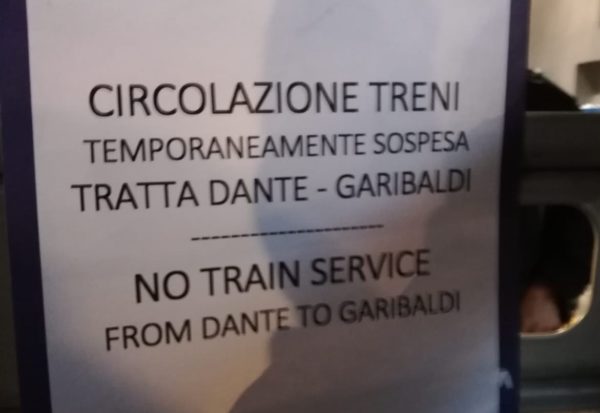 CIRCOLAZIONE TRENI
TEMPORANEAMENTE SOSPESA
TRATTA DANTE - GARIBALDI
--------------------
NO TRAIN SERVICE
FROM DANTE TO GARIBALDI